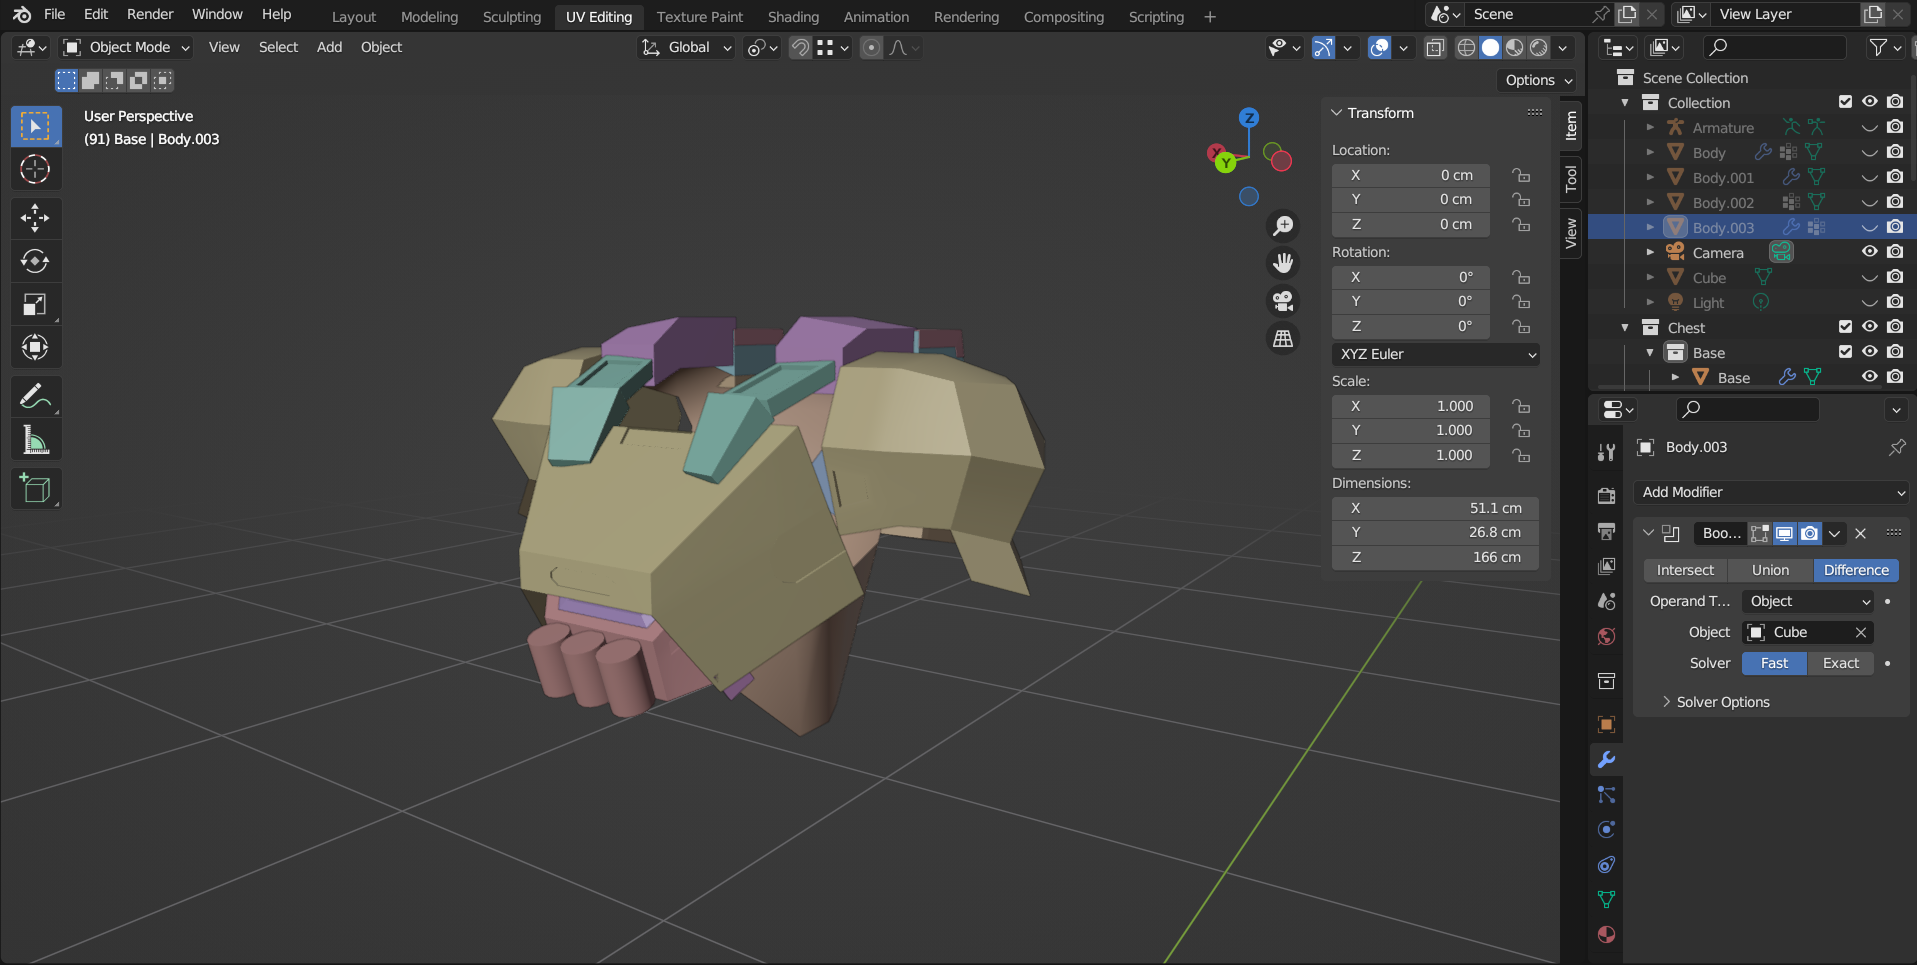 File Edit Render Window Help Layout Modeling Sculpting UV Editing Texture Paint Shading Animation Rendering Compositing Scripting + Scene View Layer
Object Mode View Select Add Object Global
Options
User Perspective
(91) Base | Body.003
Z
X
Y
Transform
Location:
X 0 cm
Y 0 cm
Z 0 cm
Rotation:
X 0°
Y 0°
Z 0°
XYZ Euler
Scale:
X 1.000
Y 1.000
Z 1.000
Dimensions:
X 51.1 cm
Y 26.8 cm
Z 166 cm
Item
Tool
View
Scene Collection
Collection
Armature
Body
Body.001
Body.002
Body.003
Camera
Cube
Light
Chest
Base
Base
Body.003
Add Modifier
Boo...
Intersect Union Difference
Operand T... Object
Object Cube
Solver Fast Exact
Solver Options